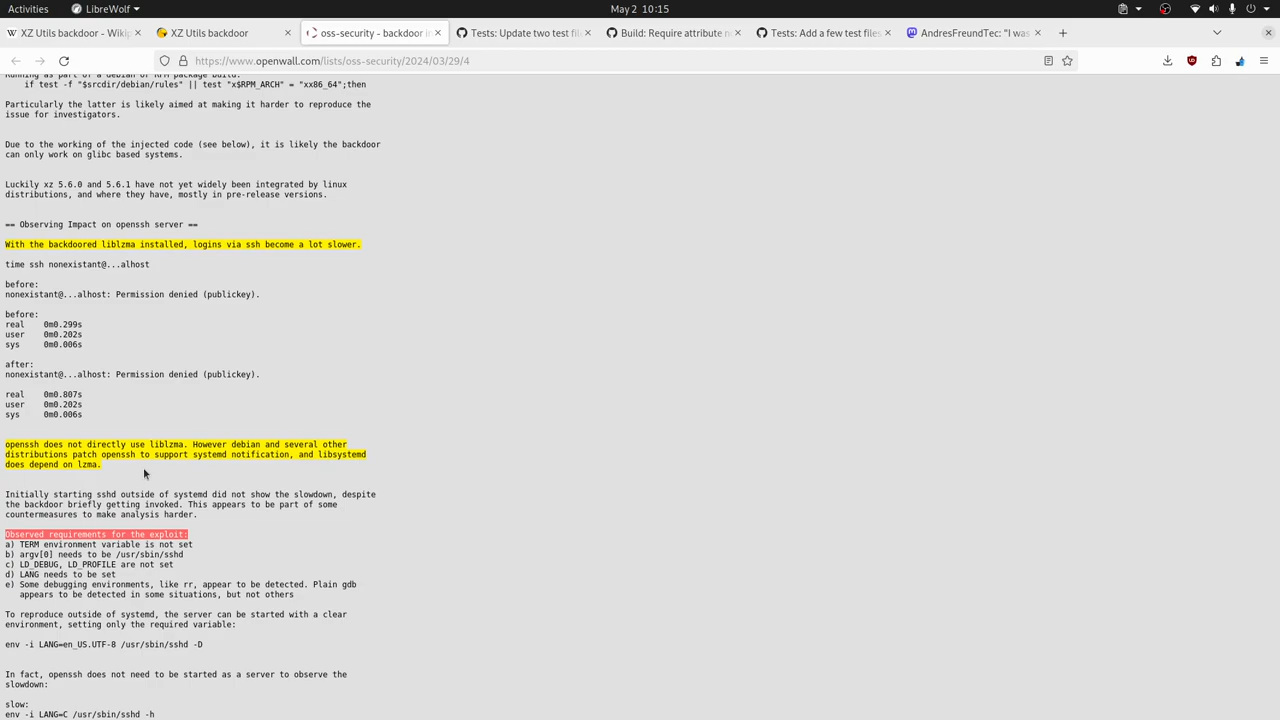 Activities
LibreWolf
May 2 10:15
XZ Utils backdoor - Wikip
XZ Utils backdoor
oss-security - backdoor in
Tests: Update two test file
Build: Require attribute n
Tests: Add a few test files
AndresFreundTec: "I was
https://www.openwall.com/lists/oss-security/2024/03/29/4
Running as part of a debian or RPM package build:
if test -f "$srcdir/debian/rules" || test "x$RPM_ARCH" = "xx86_64";then
Particularly the latter is likely aimed at making it harder to reproduce the
issue for investigators.
Due to the working of the injected code (see below), it is likely the backdoor
can only work on glibc based systems.
Luckily xz 5.6.0 and 5.6.1 have not yet widely been integrated by linux
distributions, and where they have, mostly in pre-release versions.
== Observing Impact on openssh server ==
With the backdoored liblzma installed, logins via ssh become a lot slower.
time ssh nonexistant@...alhost
before:
nonexistant@...alhost: Permission denied (publickey).
before:
real 0m0.299s
user 0m0.202s
sys 0m0.006s
after:
nonexistant@...alhost: Permission denied (publickey).
real 0m0.807s
user 0m0.202s
sys 0m0.006s
openssh does not directly use liblzma. However debian and several other
distributions patch openssh to support systemd notification, and libsystemd
does depend on lzma.
Initially starting sshd outside of systemd did not show the slowdown, despite
the backdoor briefly getting invoked. This appears to be part of some
countermeasures to make analysis harder.
Observed requirements for the exploit:
a) TERM environment variable is not set
b) argv[0] needs to be /usr/sbin/sshd
c) LD_DEBUG, LD_PROFILE are not set
d) LANG needs to be set
e) Some debugging environments, like rr, appear to be detected. Plain gdb
appears to be detected in some situations, but not others
To reproduce outside of systemd, the server can be started with a clear
environment, setting only the required variable:
env -i LANG=en_US.UTF-8 /usr/sbin/sshd -D
In fact, openssh does not need to be started as a server to observe the
slowdown:
slow:
env -i LANG=C /usr/sbin/sshd -h